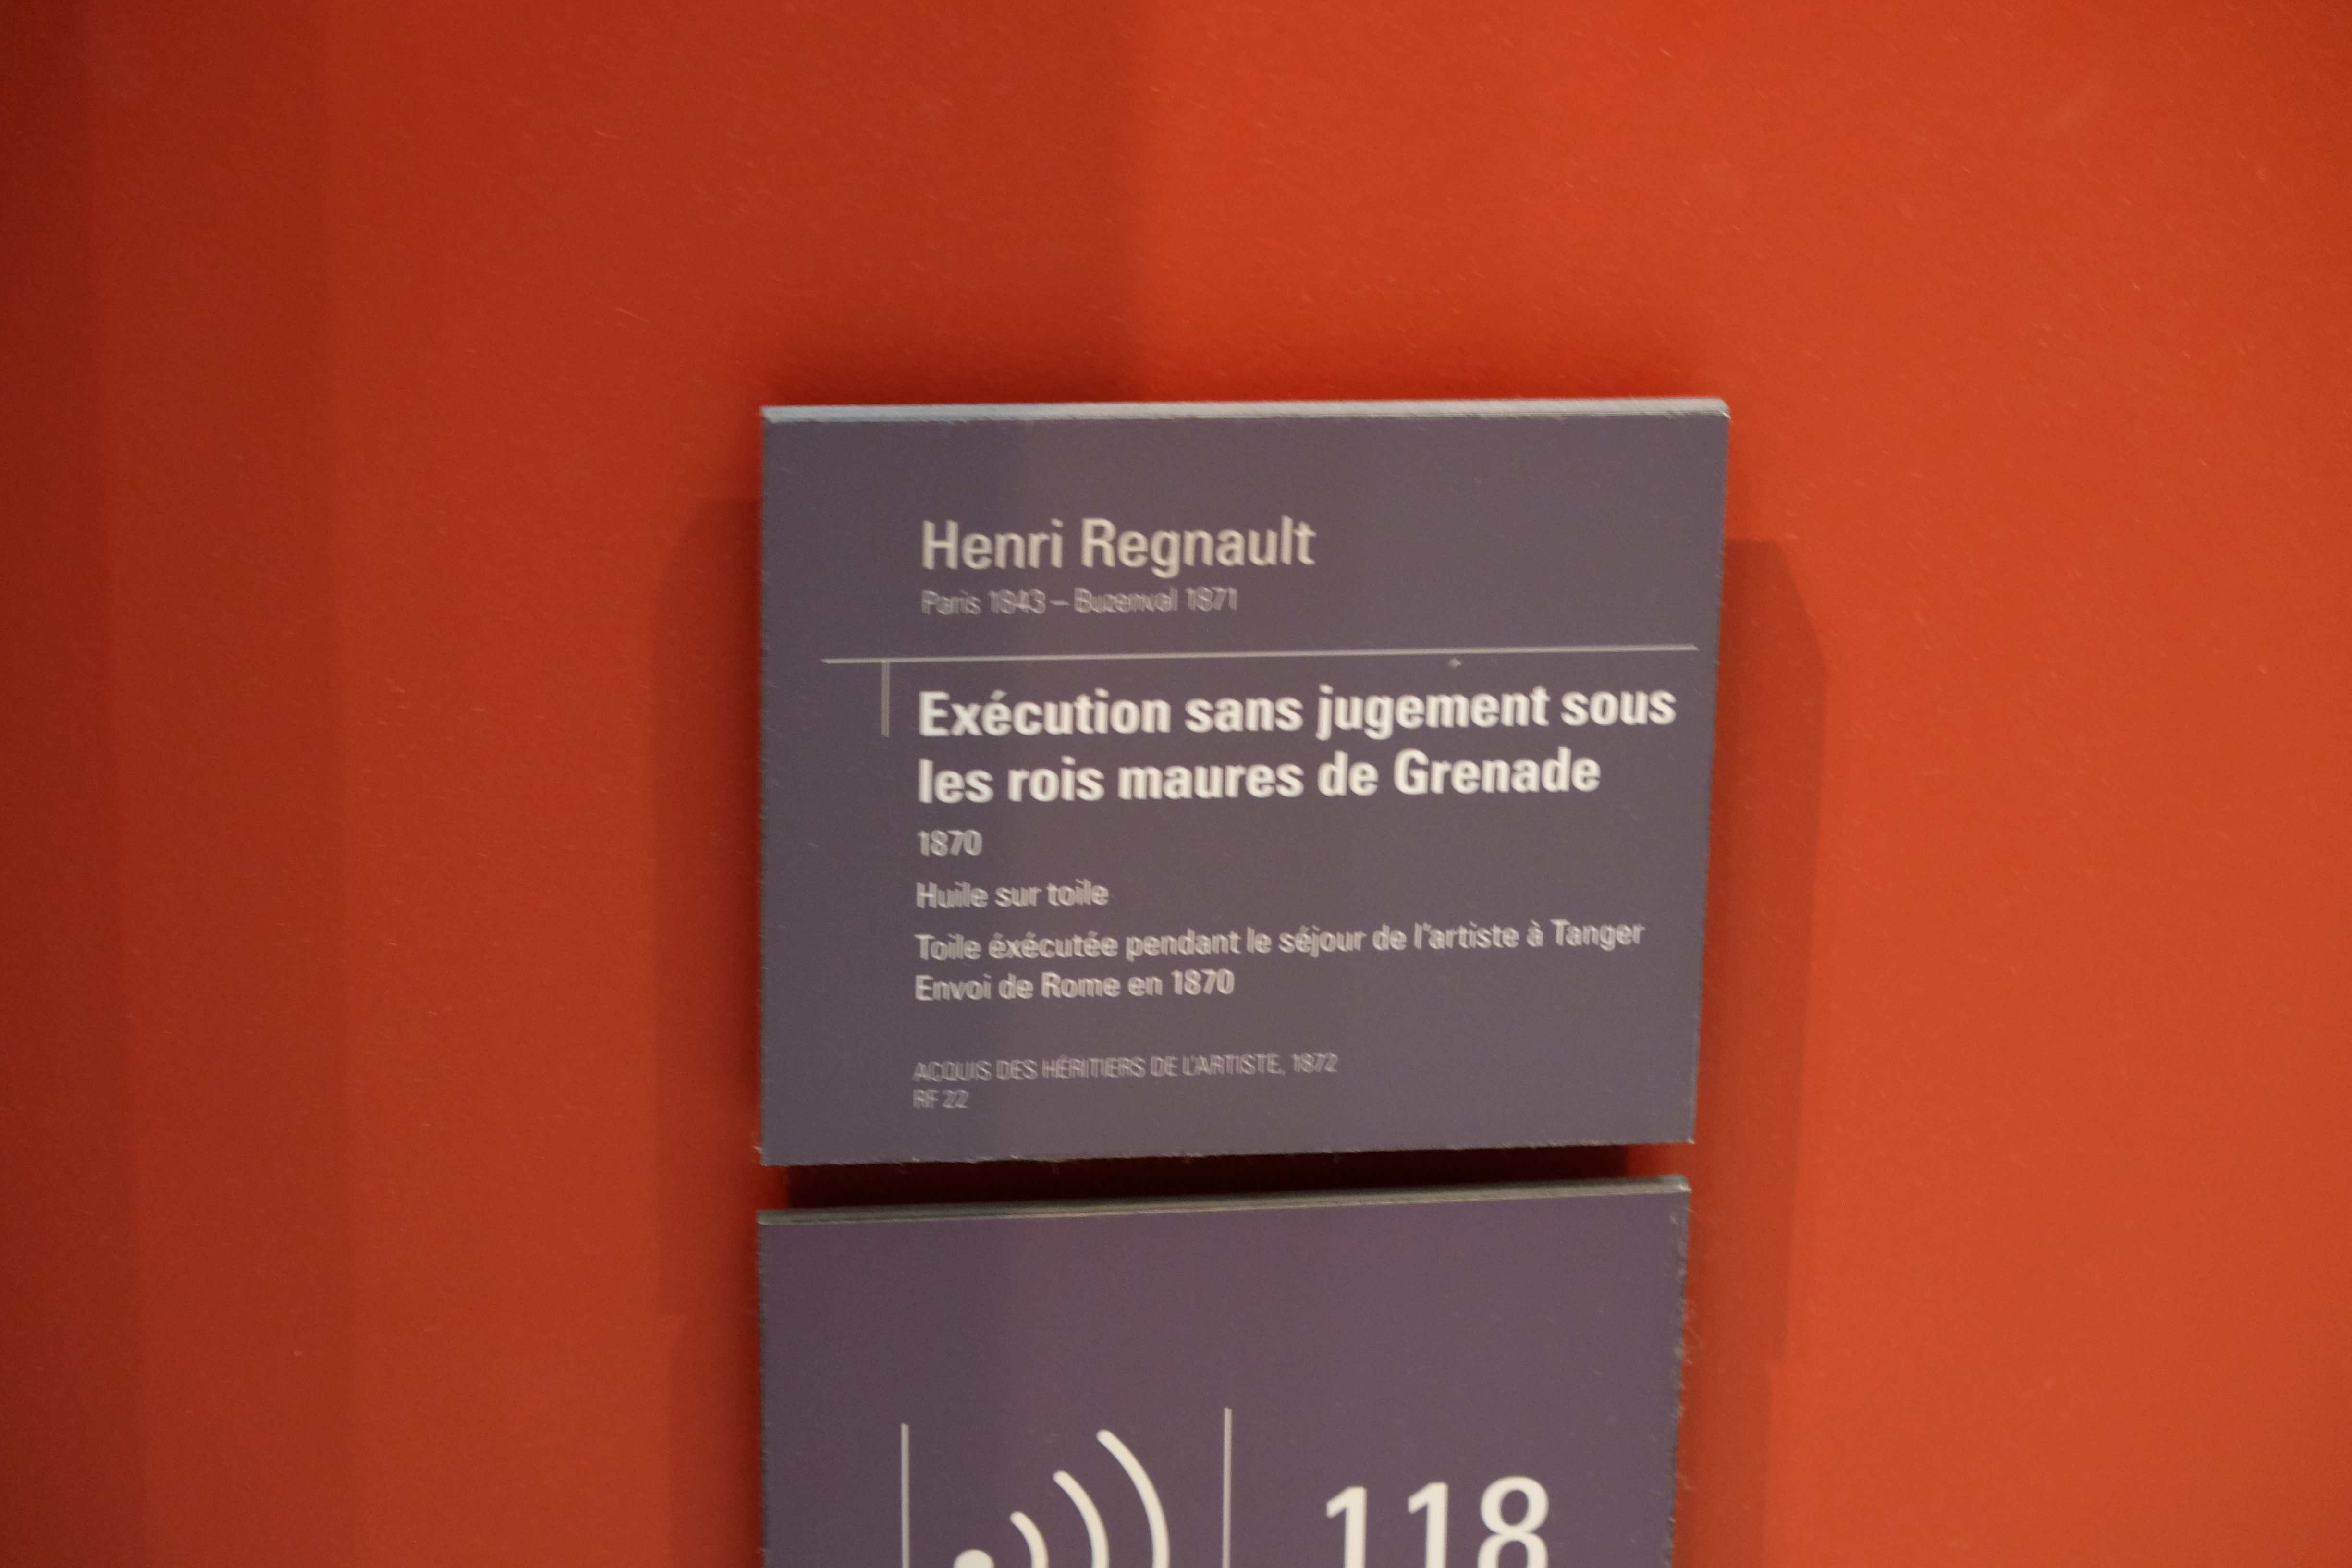 Henri Regnault
Paris 1843 – Buzenval 1871
Exécution sans jugement sous
les rois maures de Grenade
1870
Huile sur toile
Toile éxécutée pendant le séjour de l'artiste à Tanger
Envoi de Rome en 1870
ACQUIS DES HÉRITIERS DE L'ARTISTE, 1872
RF 22
118